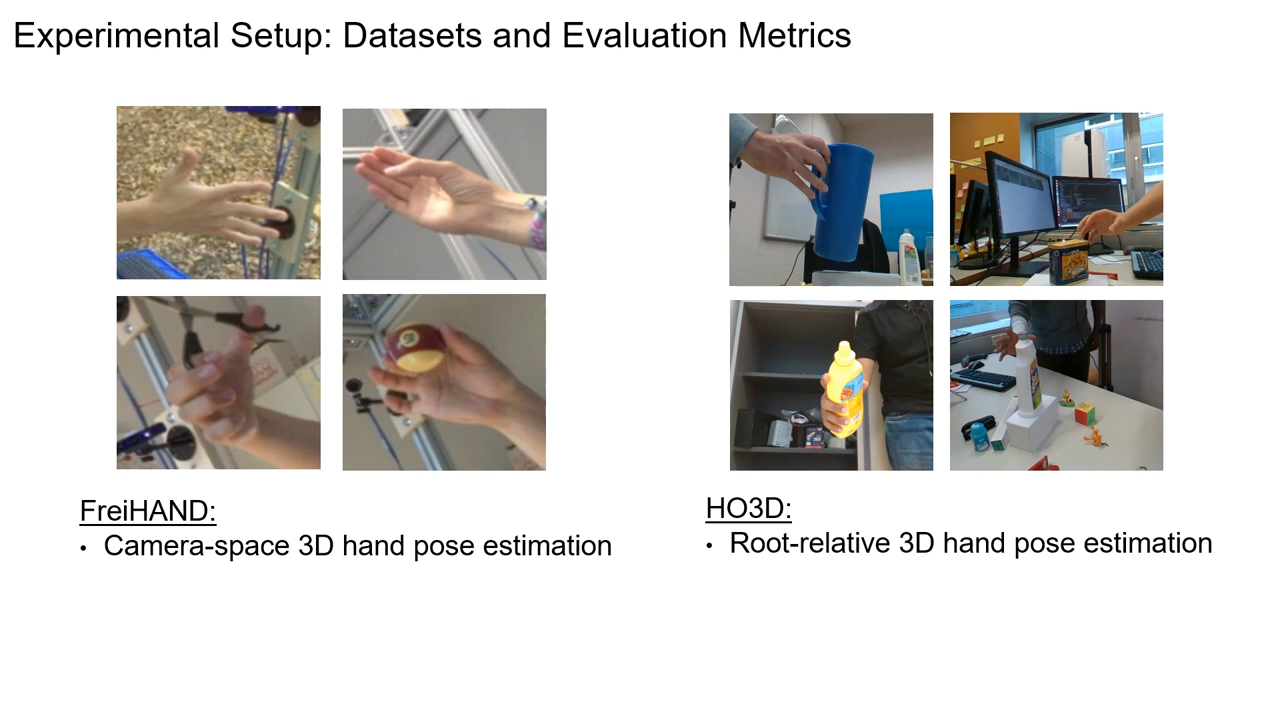 Experimental Setup: Datasets and Evaluation Metrics
FreiHAND:
• Camera-space 3D hand pose estimation
HO3D:
• Root-relative 3D hand pose estimation